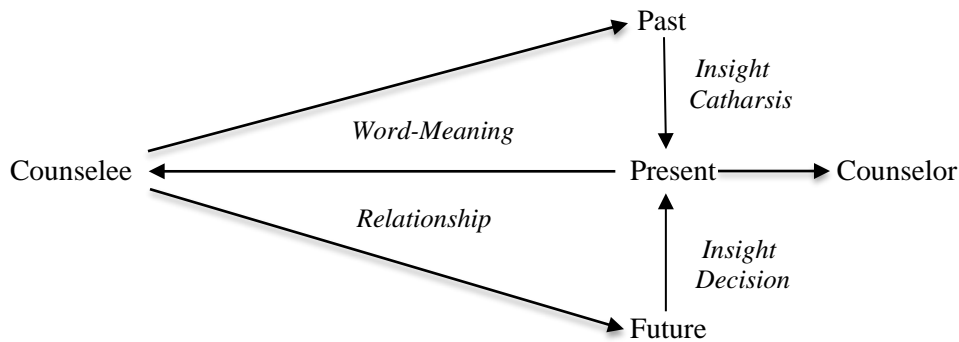 Past
Insight
Catharsis
Word-Meaning
Counselee Present Counselor
Relationship
Insight
Decision
Future